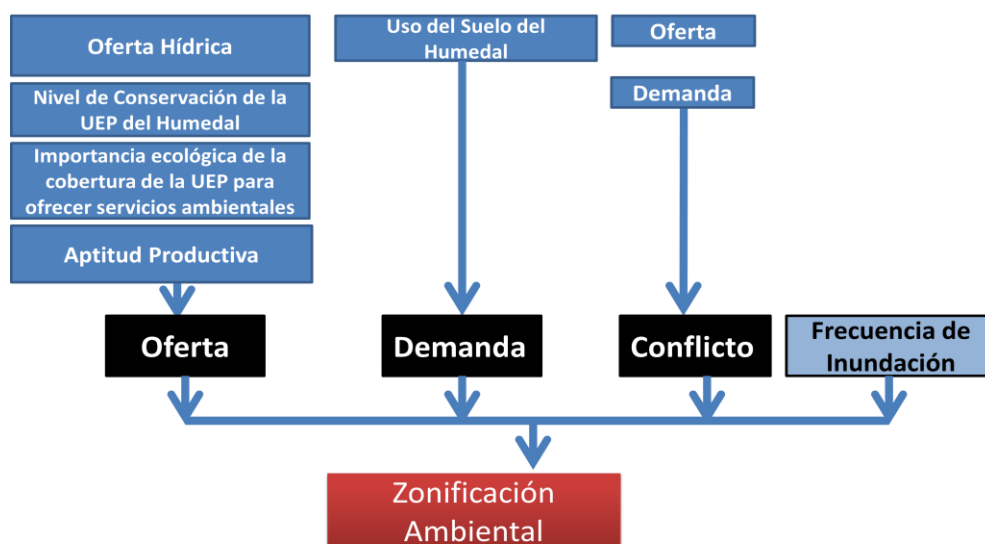 Oferta Hídrica
Nivel de Conservación de la
UEP del Humedal
Importancia ecológica de la
cobertura de la UEP para
ofrecer servicios ambientales
Aptitud Productiva
Uso del Suelo del
Humedal
Oferta
Demanda
Oferta
Demanda
Conflicto
Frecuencia de
Inundación
Zonificación
Ambiental